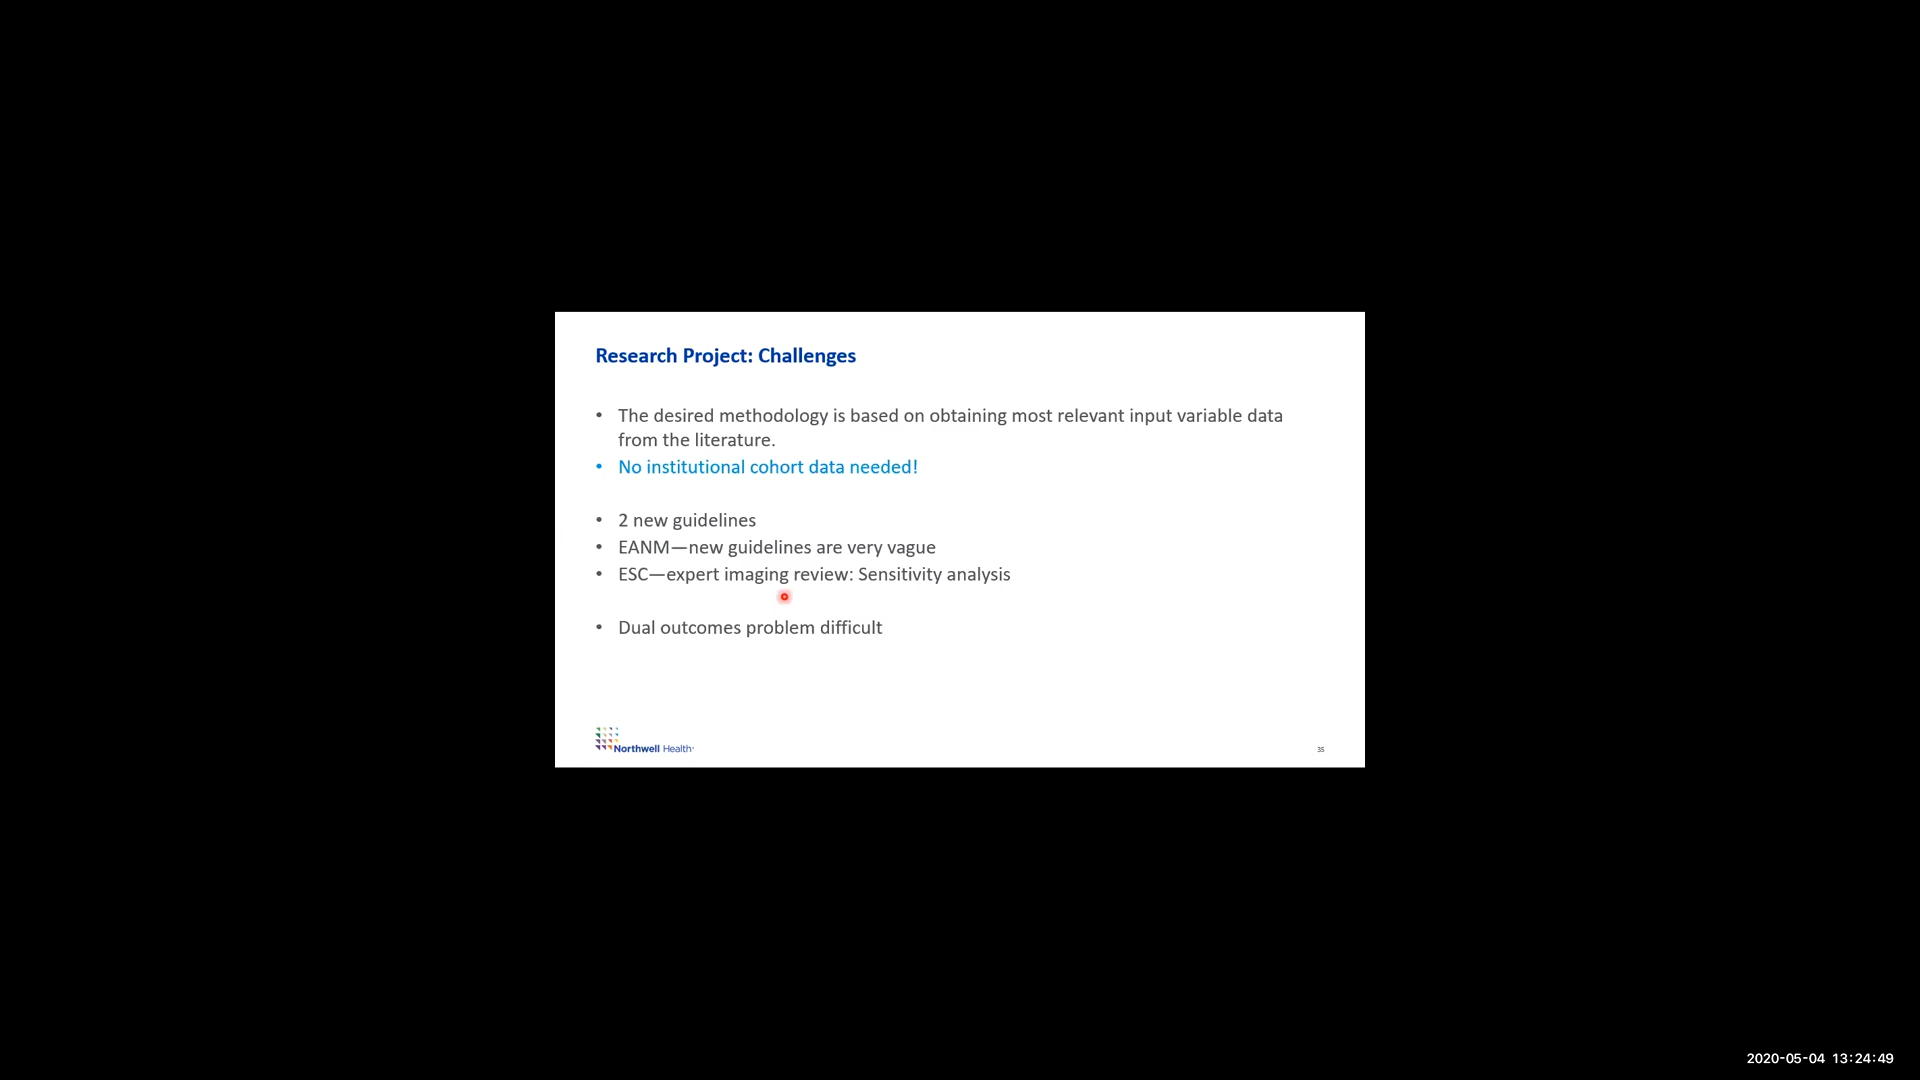 Research Project: Challenges
• The desired methodology is based on obtaining most relevant input variable data
from the literature.
• No institutional cohort data needed!
• 2 new guidelines
• EANM—new guidelines are very vague
• ESC—expert imaging review: Sensitivity analysis
• Dual outcomes problem difficult
Northwell Health
35
2020-05-04 13:24:49